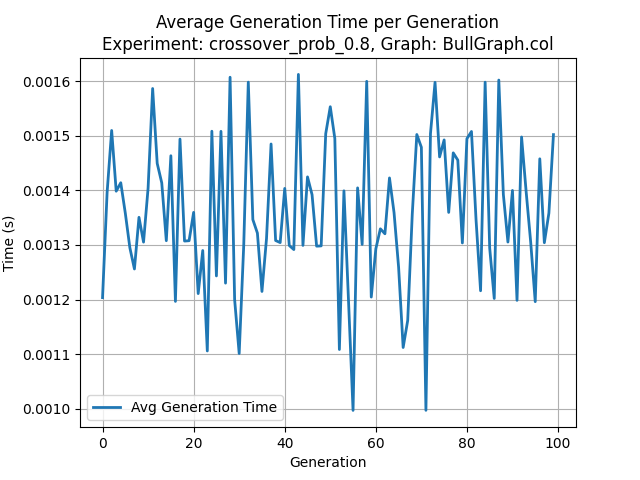 Average Generation Time per Generation
Experiment: crossover_prob_0.8, Graph: BullGraph.col
0.0016
0.0015
0.0014
0.0013
0.0012
0.0011
0.0010
Time (s)
Avg Generation Time
0 20 40 60 80 100
Generation